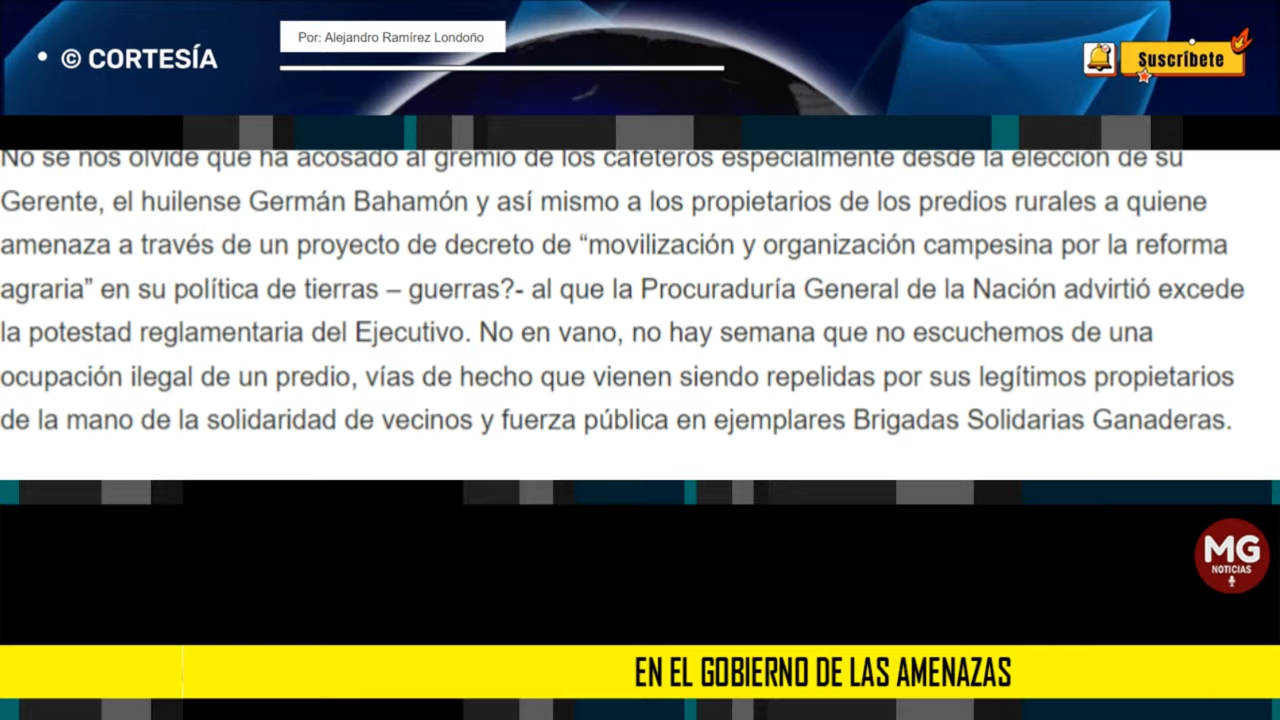 Por: Alejandro Ramírez Londoño
• © CORTESÍA
Suscríbete
No se nos olvide que ha acosado al gremio de los cafeteros especialmente desde la elección de su
Gerente, el huilense Germán Bahamón y así mismo a los propietarios de los predios rurales a quiene
amenaza a través de un proyecto de decreto de “movilización y organización campesina por la reforma
agraria” en su política de tierras – guerras?- al que la Procuraduría General de la Nación advirtió excede
la potestad reglamentaria del Ejecutivo. No en vano, no hay semana que no escuchemos de una
ocupación ilegal de un predio, vías de hecho que vienen siendo repelidas por sus legítimos propietarios
de la mano de la solidaridad de vecinos y fuerza pública en ejemplares Brigadas Solidarias Ganaderas.
MG
NOTICIAS
EN EL GOBIERNO DE LAS AMENAZAS